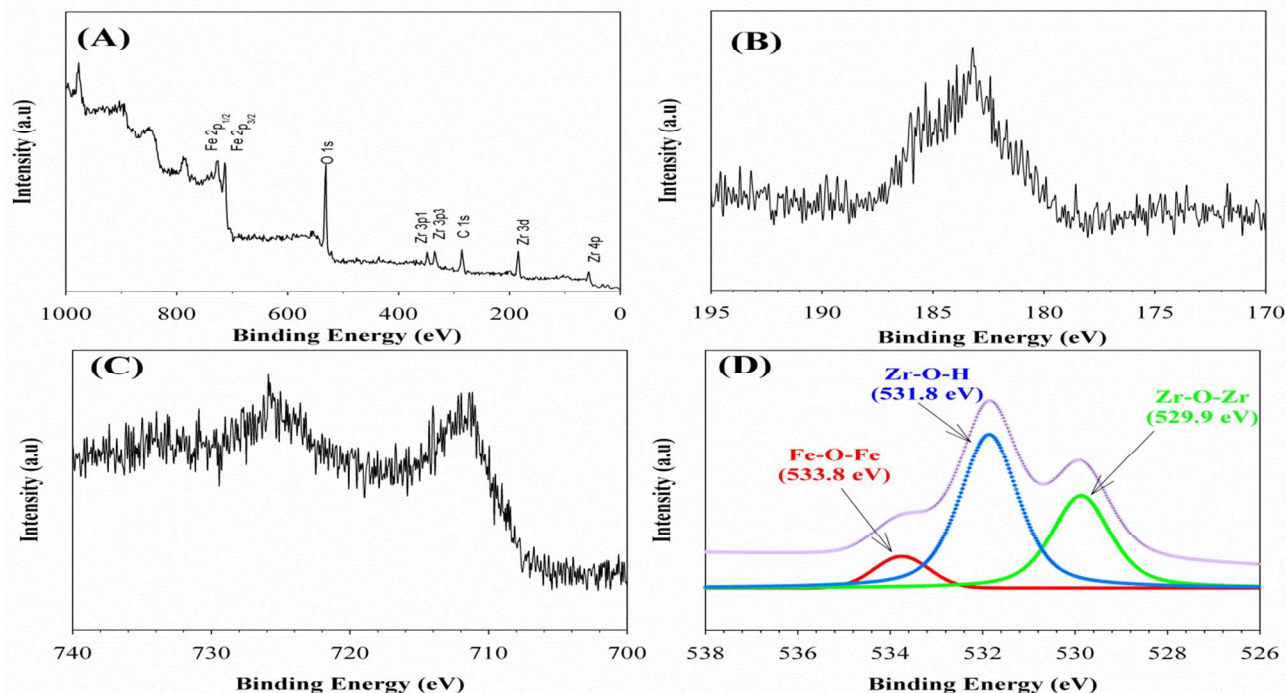 (A)
Intensity (a.u)
Fe 2p1/2
Fe 2p3/2
O 1s
Zr 3p1
Zr 3p3
C 1s
Zr 3d
Zr 4p
1000 800 600 400 200 0
Binding Energy (eV)
(B)
Intensity (a.u)
195 190 185 180 175 170
Binding Energy (eV)
(C)
Intensity (a.u)
740 730 720 710 700
Binding Energy (eV)
(D)
Intensity (a.u)
Zr-O-H
(531.8 eV)
Zr-O-Zr
(529.9 eV)
Fe-O-Fe
(533.8 eV)
538 536 534 532 530 528 526
Binding Energy (eV)